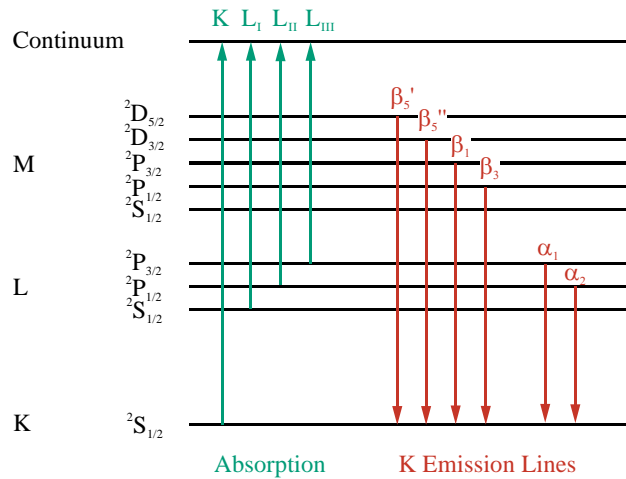 K L_I L_II L_III
Continuum
β₅'
²D₅/₂
β₅''
²D₃/₂
β₁
M ²P₃/₂
β₃
²P₁/₂
²S₁/₂
²P₃/₂ α₁
L ²P₁/₂ α₂
²S₁/₂
K ²S₁/₂
Absorption K Emission Lines